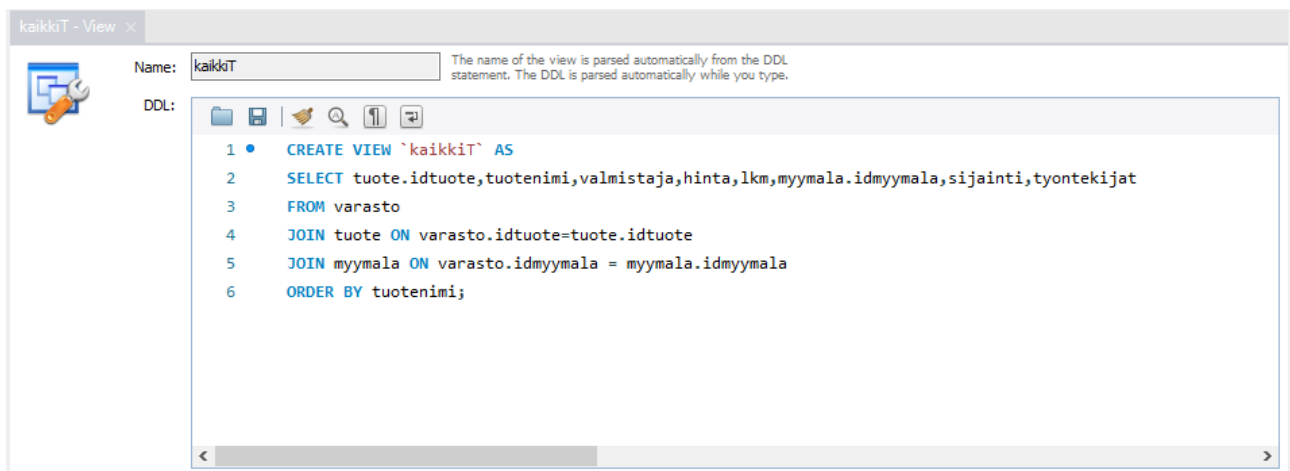 kaikkiT - View ×
Name: kaikkiT The name of the view is parsed automatically from the DDL
statement. The DDL is parsed automatically while you type.
DDL:
1 CREATE VIEW `kaikkiT` AS
2 SELECT tuote.idtuote,tuotenimi,valmistaja,hinta,lkm,myymala.idmyymala,sijainti,tyontekijat
3 FROM varasto
4 JOIN tuote ON varasto.idtuote=tuote.idtuote
5 JOIN myymala ON varasto.idmyymala = myymala.idmyymala
6 ORDER BY tuotenimi;